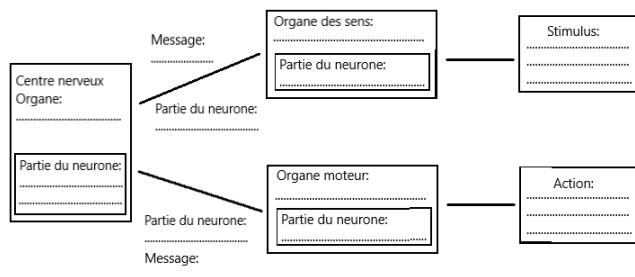 Organe des sens:
Stimulus:
Message:
Partie du neurone:
Centre nerveux
Organe:
Partie du neurone:
Partie du neurone:
Organe moteur:
Action:
Partie du neurone:
Partie du neurone:
Message: